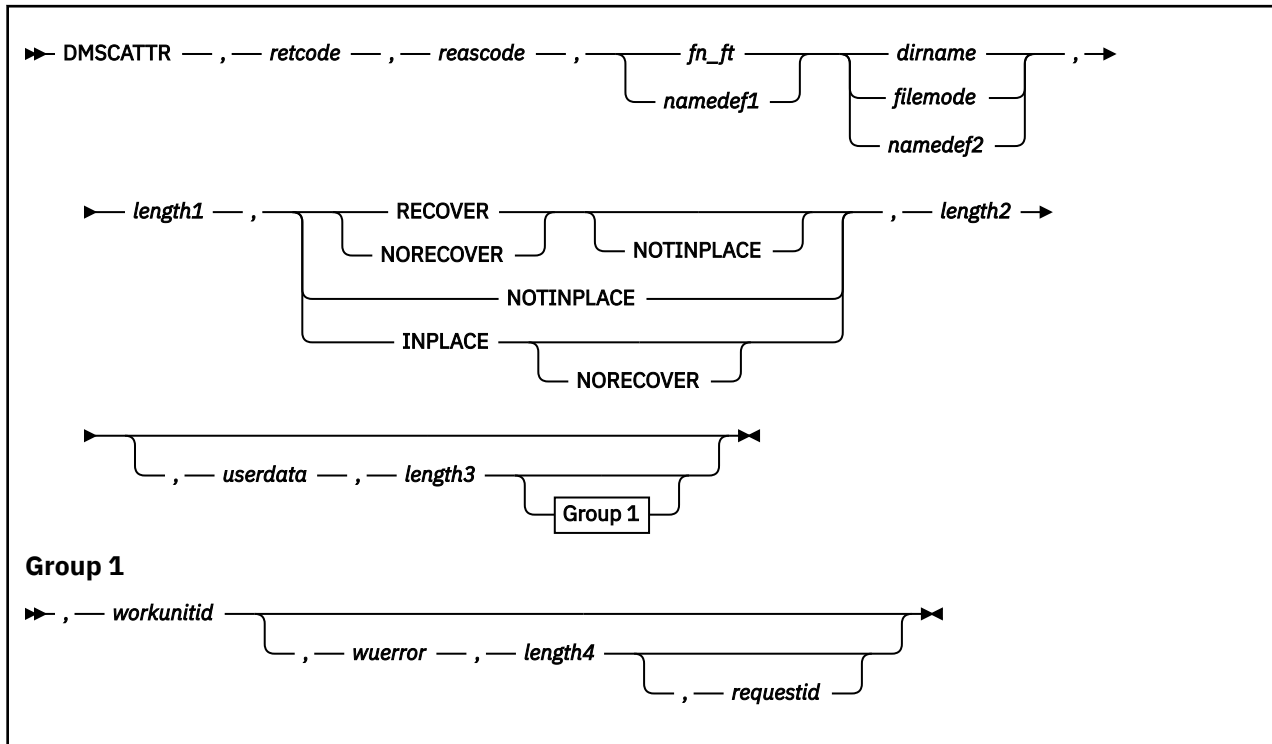 DMSCATTR , retcode , reascode , fn_ft dirname ,
namedef1 filemode
namedef2
length1 , RECOVER , length2
NORECOVER NOTINPLACE
NOTINPLACE
INPLACE
NORECOVER
, userdata , length3
Group 1
Group 1
, workunitid
, wuerror , length4
, requestid